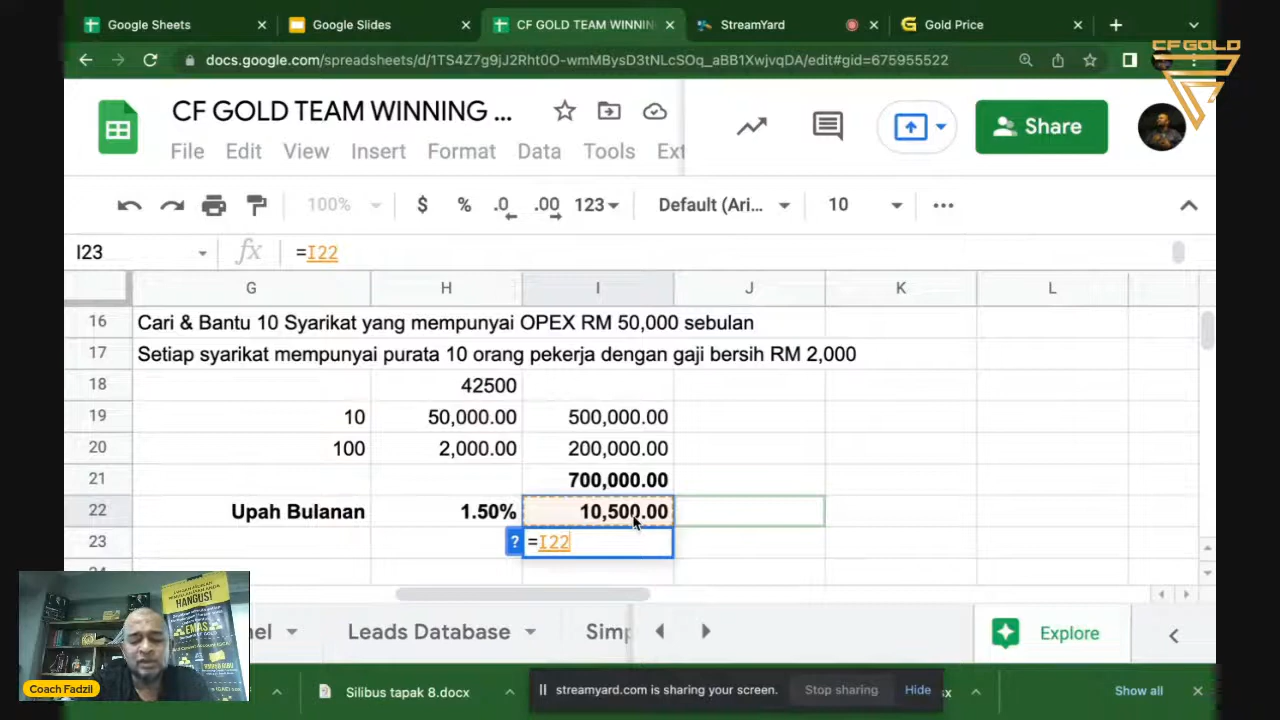 Google Sheets
Google Slides
CF GOLD TEAM WINNIN
StreamYard
Gold Price
docs.google.com/spreadsheets/d/1TS4Z7g9jJ2Rht0O-wmMBysD3tNLcSOq_aBB1XwjvqDA/edit#gid=675955522
CF GOLD
CF GOLD TEAM WINNING ...
Share
File Edit View Insert Format Data Tools Ext
100% $ % .0 .00 123 Default (Ari... 10 ...
I23 fx =I22
G H I J K L
16 Cari & Bantu 10 Syarikat yang mempunyai OPEX RM 50,000 sebulan
17 Setiap syarikat mempunyai purata 10 orang pekerja dengan gaji bersih RM 2,000
18 42500
19 10 50,000.00 500,000.00
20 100 2,000.00 200,000.00
21 700,000.00
22 Upah Bulanan 1.50% 10,500.00
23 ? =I22
nel Leads Database Simp Explore
HANGUS!
EMAS
Coach Fadzil
Silibus tapak 8.docx
streamyard.com is sharing your screen. Stop sharing Hide
Show all